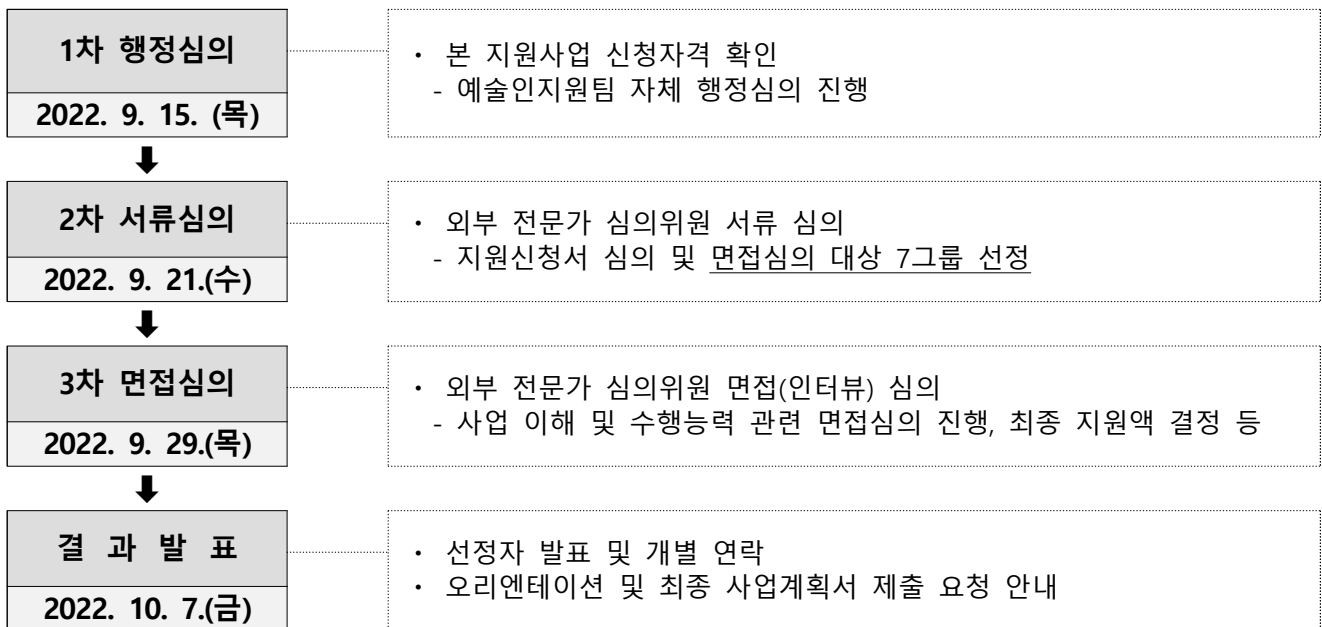 1차 행정심의
2022. 9. 15. (목)
· 본 지원사업 신청자격 확인
- 예술인지원팀 자체 행정심의 진행
2차 서류심의
2022. 9. 21.(수)
· 외부 전문가 심의위원 서류 심의
- 지원신청서 심의 및 면접심의 대상 7그룹 선정
3차 면접심의
2022. 9. 29.(목)
· 외부 전문가 심의위원 면접(인터뷰) 심의
- 사업 이해 및 수행능력 관련 면접심의 진행, 최종 지원액 결정 등
결 과 발 표
2022. 10. 7.(금)
· 선정자 발표 및 개별 연락
· 오리엔테이션 및 최종 사업계획서 제출 요청 안내